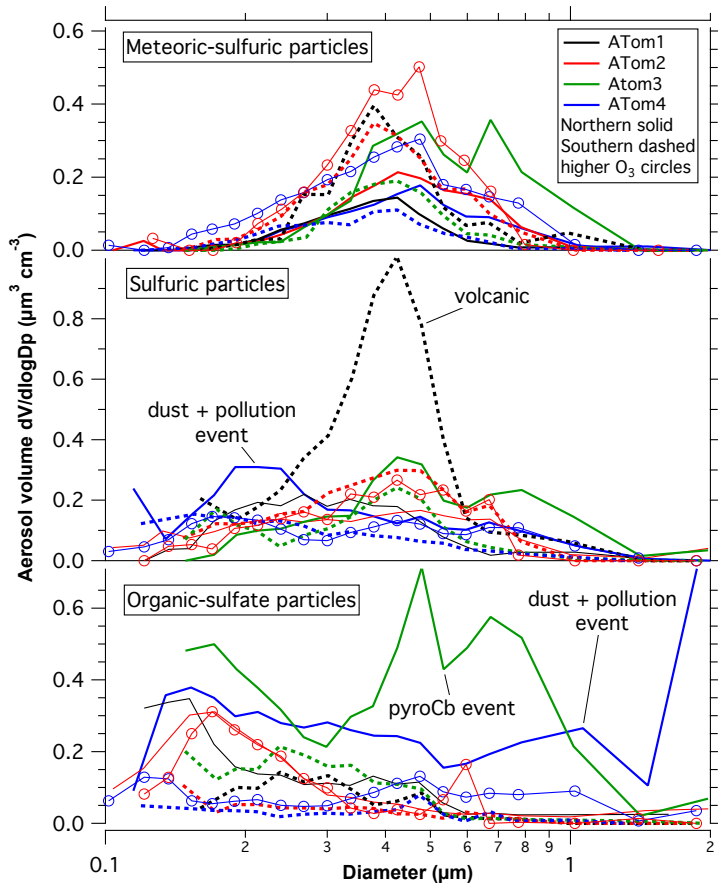 0.6
Meteoric-sulfuric particles
ATom1
ATom2
Atom3
ATom4
Northern solid
Southern dashed
higher O3 circles
0.4
0.2
0.0
Sulfuric particles
volcanic
0.8
0.6
dust + pollution
event
0.4
0.2
0.0
Aerosol volume dV/dlogDp (µm³ cm⁻³)
Organic-sulfate particles
dust + pollution
event
0.6
0.4
pyroCb event
0.2
0.0
0.1
2
3
4
5
6
7
8
9
1
2
Diameter (µm)